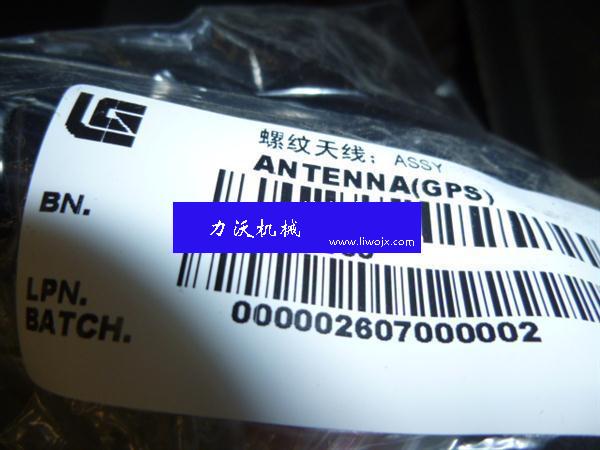 螺纹天线：ASSY
ANTENNA(GPS)
BN.
力沃机械
www.liwojx.com
LPN.
BATCH.
000002607000002